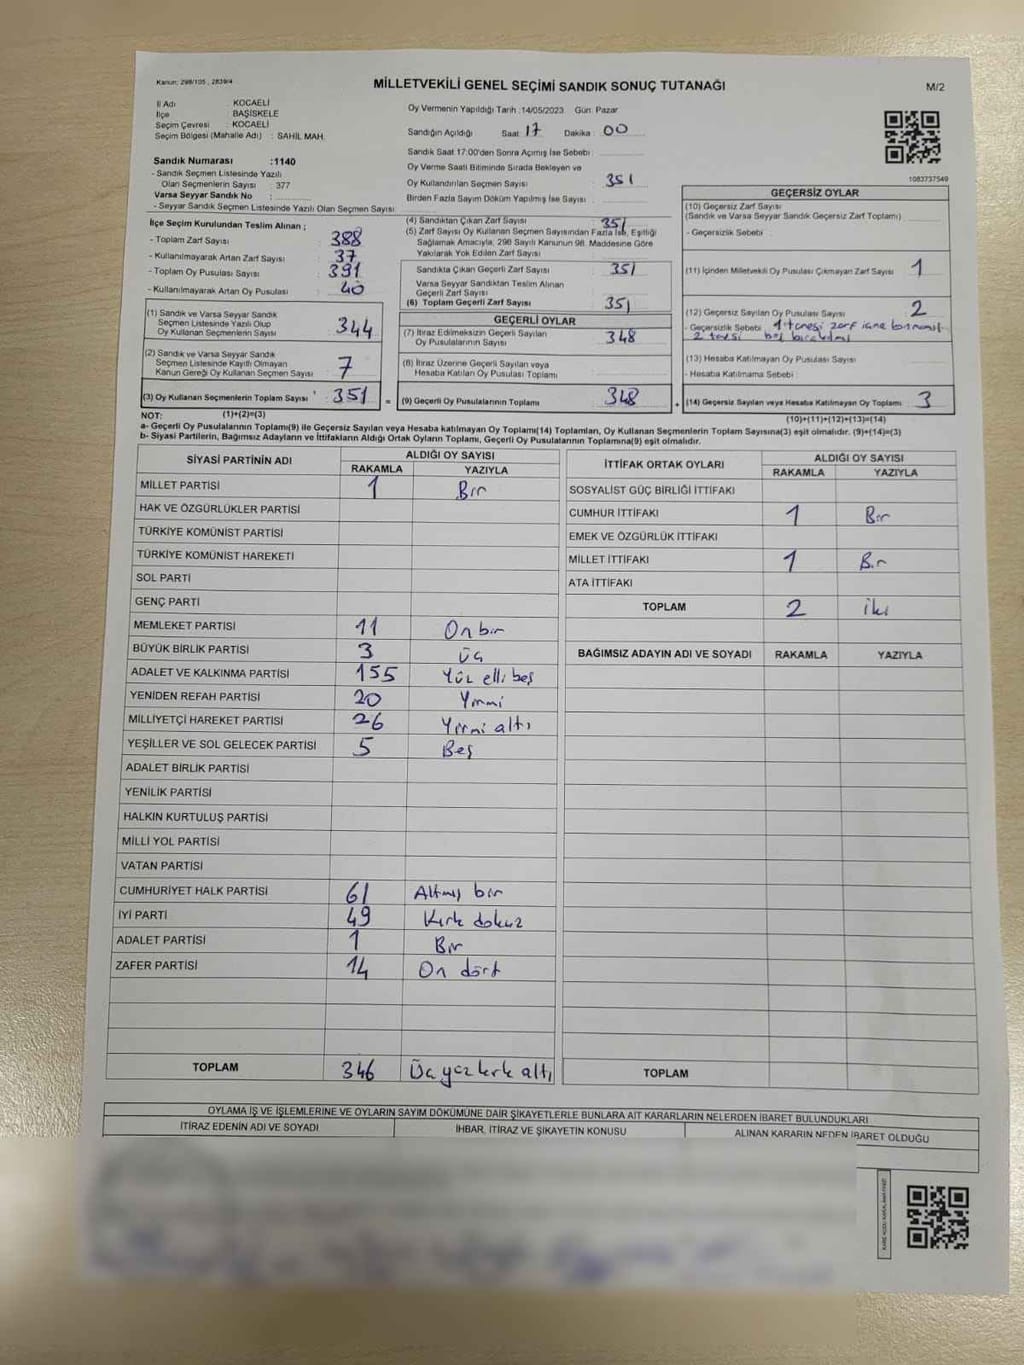 Kanun: 298/105 , 2839/4
MİLLETVEKİLİ GENEL SEÇİMİ SANDIK SONUÇ TUTANAĞI
M/2
İl Adı : KOCAELİ
İlçe : BAŞİSKELE
Seçim Çevresi : KOCAELİ
Seçim Bölgesi (Mahalle Adı) : SAHİL MAH.
Sandık Numarası :1140
- Sandık Seçmen Listesinde Yazılı
Olan Seçmenlerin Sayısı : 377
Varsa Seyyar Sandık No :
- Seyyar Sandık Seçmen Listesinde Yazılı Olan Seçmen Sayısı
Oy Vermenin Yapıldığı Tarih :14/05/2023 Gün: Pazar
Sandığın Açıldığı Saat : 17 Dakika : 00
Sandık Saat 17:00'den Sonra Açılmış İse Sebebi :
Oy Verme Saati Bitiminde Sırada Bekleyen ve
Oy Kullandırılan Seçmen Sayısı : 351
Birden Fazla Sayım Döküm Yapılmış İse Sayısı :
1083737549
İlçe Seçim Kurulundan Teslim Alınan ;
- Toplam Zarf Sayısı : 388
- Kullanılmayarak Artan Zarf Sayısı : 37
- Toplam Oy Pusulası Sayısı : 391
- Kullanılmayarak Artan Oy Pusulası : 40
(1) Sandık ve Varsa Seyyar Sandık
Seçmen Listesinde Yazılı Olup
Oy Kullanan Seçmenlerin Sayısı : 344
(2) Sandık ve Varsa Seyyar Sandık
Seçmen Listesinde Kayıtlı Olmayan
Kanun Gereği Oy Kullanan Seçmen Sayısı : 7
(3) Oy Kullanan Seçmenlerin Toplam Sayısı : 351 =
(4) Sandıktan Çıkan Zarf Sayısı : 351
(5) Zarf Sayısı Oy Kullanan Seçmen Sayısından Fazla İse, Eşitliği
Sağlamak Amacıyla, 298 Sayılı Kanunun 98. Maddesine Göre
Yakılarak Yok Edilen Zarf Sayısı :
Sandıkta Çıkan Geçerli Zarf Sayısı : 351
Varsa Seyyar Sandıktan Teslim Alınan
Geçerli Zarf Sayısı :
(6) Toplam Geçerli Zarf Sayısı : 351
GEÇERLİ OYLAR
(7) İtiraz Edilmeksizin Geçerli Sayılan
Oy Pusulalarının Sayısı : 348
(8) İtiraz Üzerine Geçerli Sayılan veya
Hesaba Katılan Oy Pusulası Toplamı :
(9) Geçerli Oy Pusulalarının Toplamı : 348 +
GEÇERSİZ OYLAR
(10) Geçersiz Zarf Sayısı
(Sandık ve Varsa Seyyar Sandık Geçersiz Zarf Toplamı) :
- Geçersizlik Sebebi :
(11) İçinden Milletvekili Oy Pusulası Çıkmayan Zarf Sayısı : 1
(12) Geçersiz Sayılan Oy Pusulası Sayısı : 2
- Geçersizlik Sebebi : 1 tanesi zarf içine
2 boş bırakılmış
(13) Hesaba Katılmayan Oy Pusulası Sayısı :
- Hesaba Katılmama Sebebi :
(14) Geçersiz Sayılan veya Hesaba Katılmayan Oy Toplamı : 3
NOT: (1)+(2)=(3)
(10)+(11)+(12)+(13)=(14)
a- Geçerli Oy Pusulalarının Toplamı(9) ile Geçersiz Sayılan veya Hesaba katılmayan Oy Toplamı(14) Toplamları, Oy Kullanan Seçmenlerin Toplam Sayısına(3) eşit olmalıdır. (9)+(14)=(3)
b- Siyasi Partilerin, Bağımsız Adayların ve İttifakların Aldığı Ortak Oyların Toplamı, Geçerli Oy Pusulalarının Toplamına(9) eşit olmalıdır.
SİYASİ PARTİNİN ADI ALDIĞI OY SAYISI
RAKAMLA YAZIYLA
MİLLET PARTİSİ 1 Bir
HAK VE ÖZGÜRLÜKLER PARTİSİ
TÜRKİYE KOMÜNİST PARTİSİ
TÜRKİYE KOMÜNİST HAREKETİ
SOL PARTİ
GENÇ PARTİ
MEMLEKET PARTİSİ 11 On bir
BÜYÜK BİRLİK PARTİSİ 3 Üç
ADALET VE KALKINMA PARTİSİ 155 Yüz elli beş
YENİDEN REFAH PARTİSİ 20 Yirmi
MİLLİYETÇİ HAREKET PARTİSİ 26 Yirmi altı
YEŞİLLER VE SOL GELECEK PARTİSİ 5 Beş
ADALET BİRLİK PARTİSİ
YENİLİK PARTİSİ
HALKIN KURTULUŞ PARTİSİ
MİLLİ YOL PARTİSİ
VATAN PARTİSİ
CUMHURİYET HALK PARTİSİ 61 Altmış bir
İYİ PARTİ 49 Kırk dokuz
ADALET PARTİSİ 1 Bir
ZAFER PARTİSİ 14 On dört
TOPLAM 346 Üç yüz kırk altı
İTTİFAK ORTAK OYLARI ALDIĞI OY SAYISI
RAKAMLA YAZIYLA
SOSYALİST GÜÇ BİRLİĞİ İTTİFAKI
CUMHUR İTTİFAKI 1 Bir
EMEK VE ÖZGÜRLÜK İTTİFAKI
MİLLET İTTİFAKI 1 Bir
ATA İTTİFAKI
TOPLAM 2 İki
BAĞIMSIZ ADAYIN ADI VE SOYADI RAKAMLA YAZIYLA
TOPLAM
OYLAMA İŞ VE İŞLEMLERİNE VE OYLARIN SAYIM DÖKÜMÜNE DAİR ŞİKAYETLERLE BUNLARA AİT KARARLARIN NELERDEN İBARET BULUNDUKLARI
İTİRAZ EDENİN ADI VE SOYADI İHBAR, İTİRAZ VE ŞİKAYETİN KONUSU ALINAN KARARIN NEDEN İBARET OLDUĞU